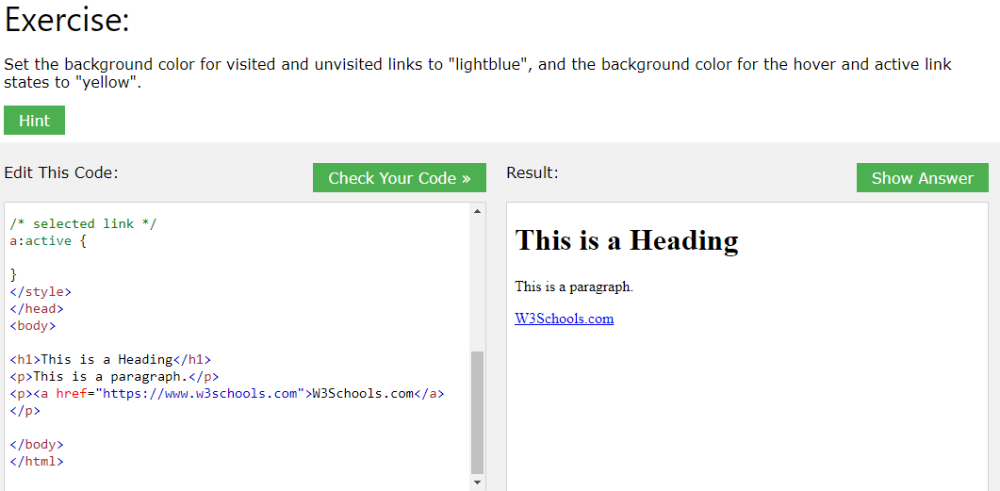 Exercise:
Set the background color for visited and unvisited links to "lightblue", and the background color for the hover and active link
states to "yellow".
Hint
Edit This Code:
Check Your Code »
Result:
Show Answer
/* selected link */
a:active {
}
</style>
</head>
<body>
<h1>This is a Heading</h1>
<p>This is a paragraph.</p>
<p><a href="https://www.w3schools.com">W3Schools.com</a>
</p>
</body>
</html>
This is a Heading
This is a paragraph.
W3Schools.com